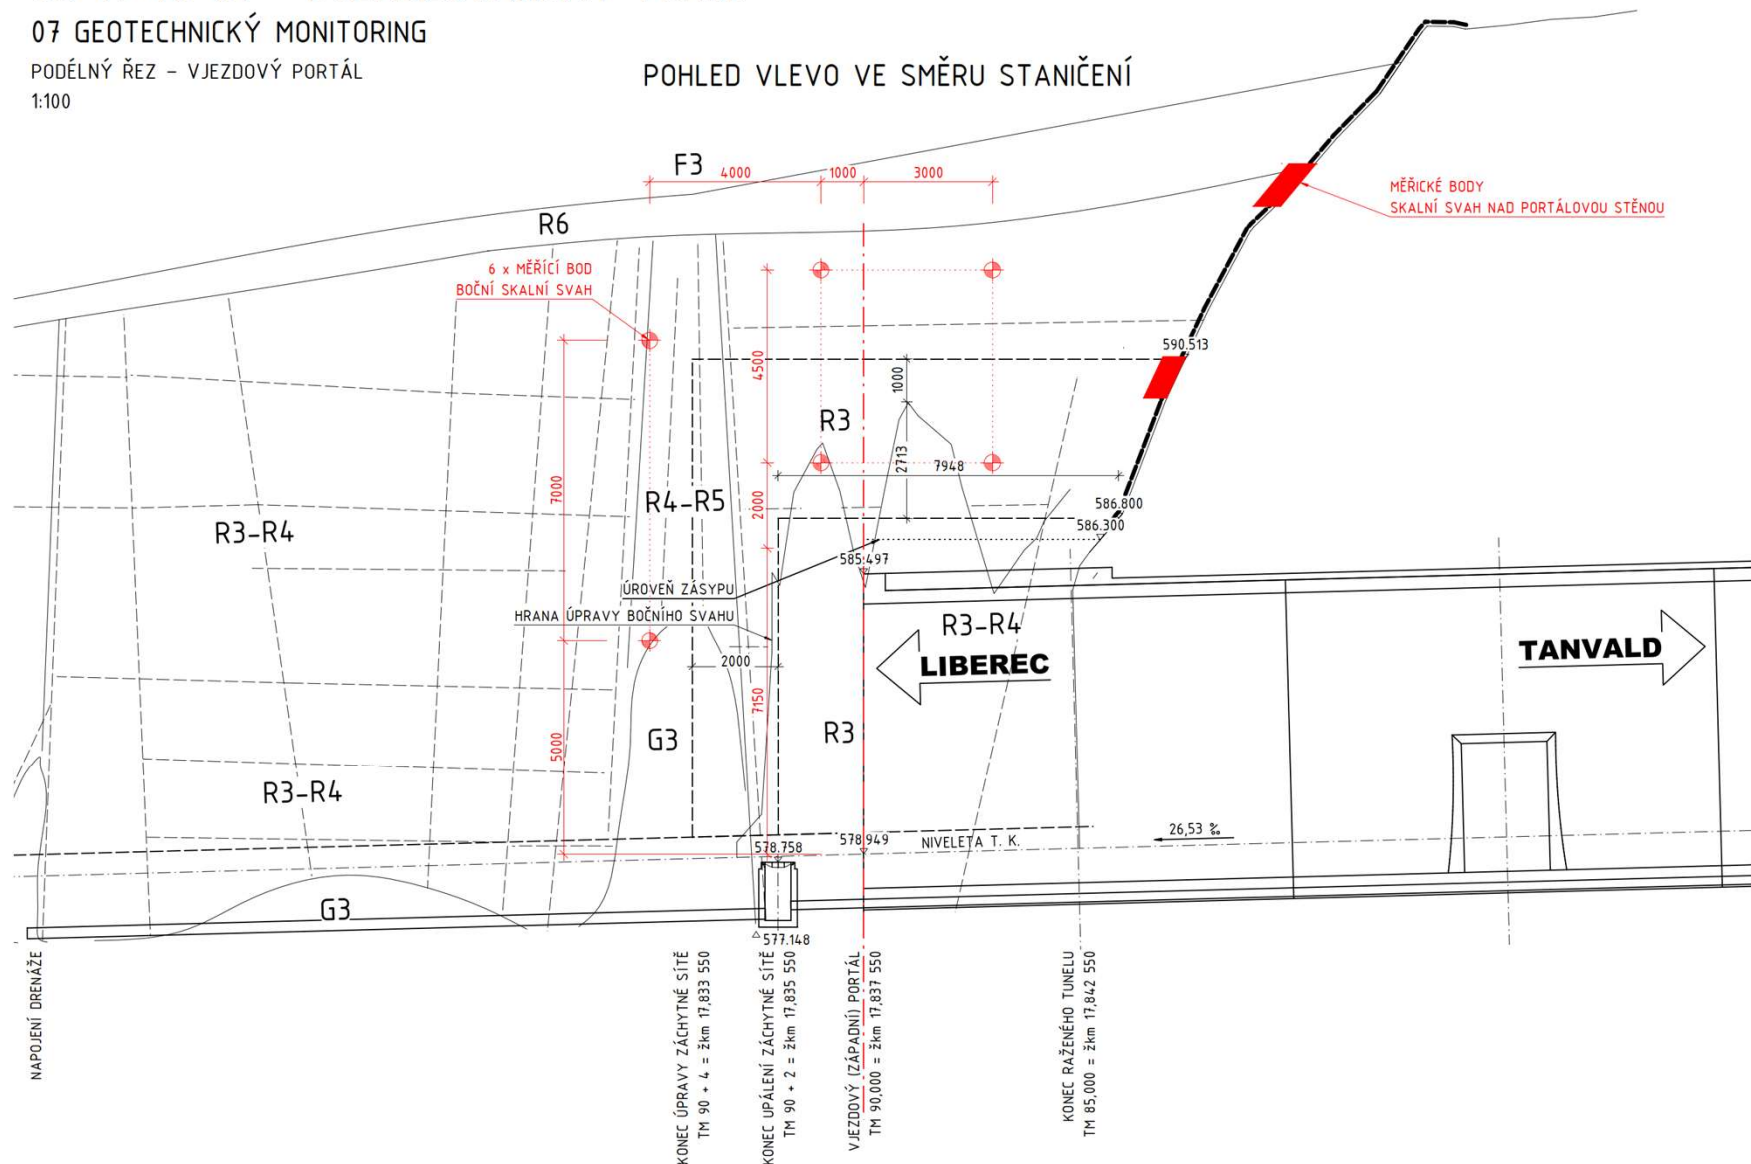 07 GEOTECHNICKÝ MONITORING
PODÉLNÝ ŘEZ - VJEZDOVÝ PORTÁL
1:100
POHLED VLEVO VE SMĚRU STANIČENÍ
F3
4000
1000
3000
MĚŘICKÉ BODY
SKALNÍ SVAH NAD PORTÁLOVOU STĚNOU
R6
6 x MĚŘÍCÍ BOD
BOČNÍ SKALNÍ SVAH
590.513
4500
1000
R3
2713
7948
7000
R4-R5
2000
586.800
586.300
R3-R4
585.497
ÚROVEŇ ZÁSYPU
HRANA ÚPRAVY BOČNÍHO SVAHU
R3-R4
LIBEREC
TANVALD
2000
7150
G3
R3
5000
R3-R4
578.758
578.949
NIVELETA T. K.
26,53 ‰
G3
577.148
NAPOJENÍ DRENÁŽE
KONEC ÚPRAVY ZÁCHYTNÉ SÍTĚ
TM 90 + 4 = žkm 17,833 550
KONEC UPÁLENÍ ZÁCHYTNÉ SÍTĚ
TM 90 + 2 = žkm 17,835 550
VJEZDOVÝ (ZÁPADNÍ) PORTÁL
TM 90,000 = žkm 17,837 550
KONEC RAŽENÉHO TUNELU
TM 85,000 = žkm 17,842 550